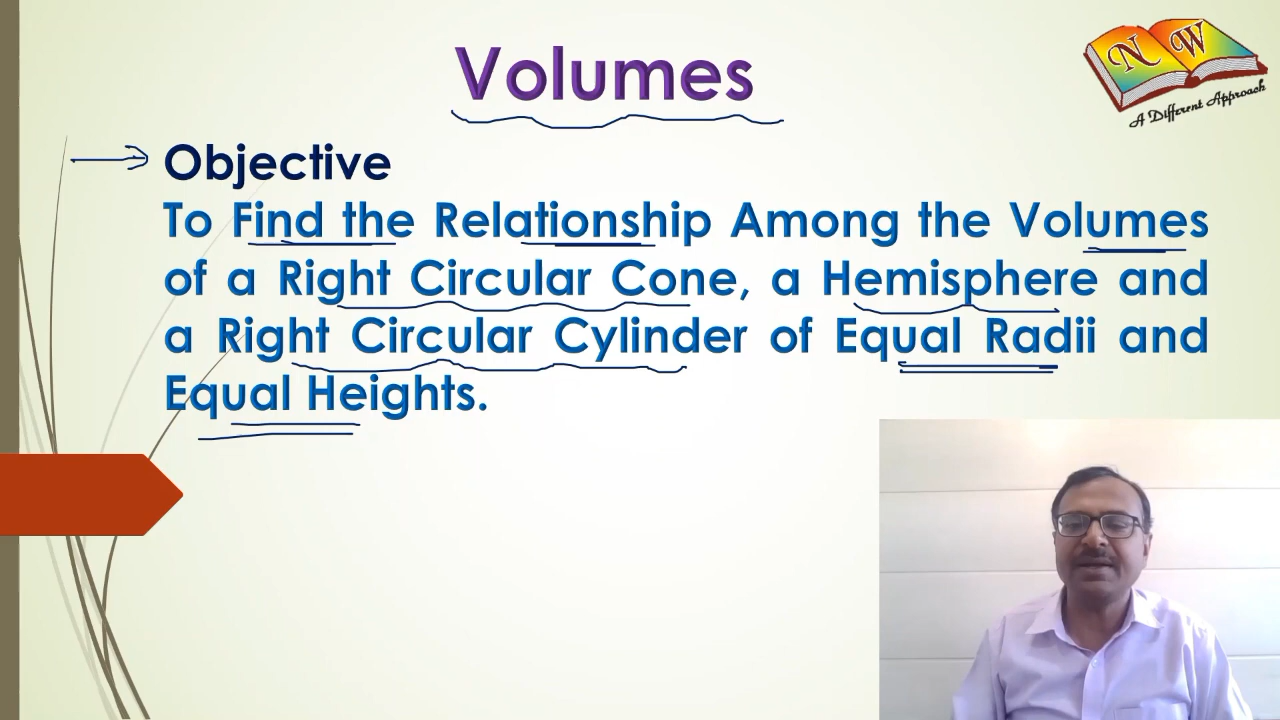 Volumes
N W
A Different Approach
Objective
To Find the Relationship Among the Volumes
of a Right Circular Cone, a Hemisphere and
a Right Circular Cylinder of Equal Radii and
Equal Heights.